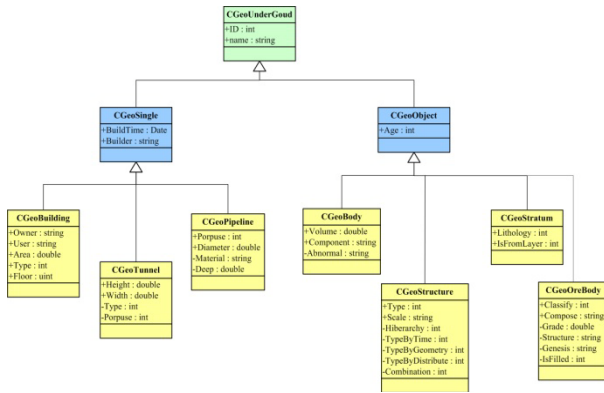 CGeoUnderGoud
+ID : int
+name : string
CGeoSingle
+BuildTime : Date
+Builder : string
CGeoObject
+Age : int
CGeoBuilding
+Owner : string
+User : string
+Area : double
+Type : int
+Floor : uint
CGeoTunnel
+Height : double
+Width : double
-Type : int
-Porpuse : int
CGeoPipeline
+Porpuse : int
+Diameter : double
-Material : string
-Deep : double
CGeoBody
+Volume : double
+Component : string
-Abnormal : string
CGeoStructure
+Type : int
+Scale : string
-Hiberarchy : int
-TypeByTime : int
-TypeByGeometry : int
-TypeByDistribute : int
-Combination : int
CGeoStratum
+Lithology : int
+IsFromLayer : int
CGeoOreBody
+Classify : int
+Compose : string
-Grade : double
-Structure : string
-Genesis : string
-IsFilled : int